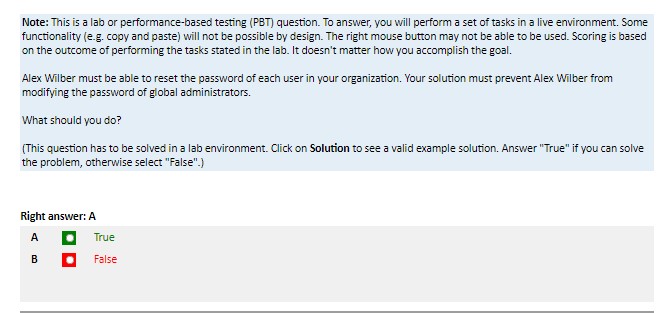 Note: This is a lab or performance-based testing (PBT) question. To answer, you will perform a set of tasks in a live environment. Some
functionality (e.g. copy and paste) will not be possible by design. The right mouse button may not be able to be used. Scoring is based
on the outcome of performing the tasks stated in the lab. It doesn't matter how you accomplish the goal.
Alex Wilber must be able to reset the password of each user in your organization. Your solution must prevent Alex Wilber from
modifying the password of global administrators.
What should you do?
(This question has to be solved in a lab environment. Click on Solution to see a valid example solution. Answer "True" if you can solve
the problem, otherwise select "False".)
Right answer: A
A True
B False